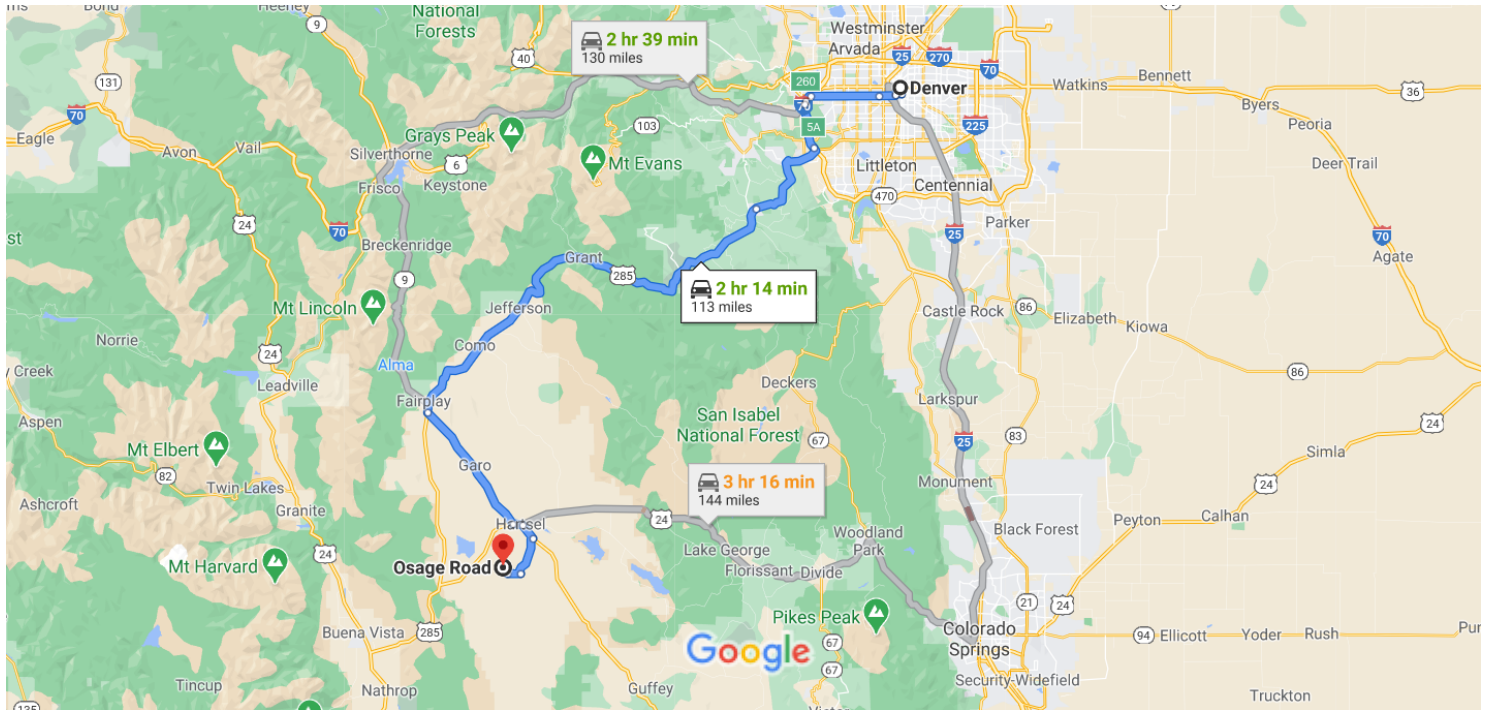 Bond
Heeney
National
Forests
9
131
40
2 hr 39 min
130 miles
Westminster
Arvada
25
270
70
260
Denver
Watkins
Bennett
36
Byers
Peoria
Deer Trail
70
Agate
70
Eagle
Avon
Vail
Silverthorne
Grays Peak
6
Keystone
Frisco
103
Mt Evans
70
5A
225
Littleton
Centennial
470
Parker
24
70
Breckenridge
9
25
Grant
285
2 hr 14 min
113 miles
Mt Lincoln
Jefferson
Castle Rock
86
Elizabeth
Kiowa
Norrie
24
Como
Alma
Leadville
Fairplay
Deckers
86
Larkspur
Aspen
San Isabel
National Forest
67
25
83
24
Simla
Mt Elbert
82
Garo
Twin Lakes
Ashcroft
Granite
3 hr 16 min
144 miles
Monument
24
Peyton
Calhan
Black Forest
24
Hartsel
24
Lake George
Woodland
Park
Florissant
Divide
Mt Harvard
Osage Road
Pikes Peak
21
24
Buena Vista
285
Google
67
Colorado
Springs
94
Ellicott
Yoder
Rush
67
Tincup
Nathrop
Guffey
Security-Widefield
Truckton
135